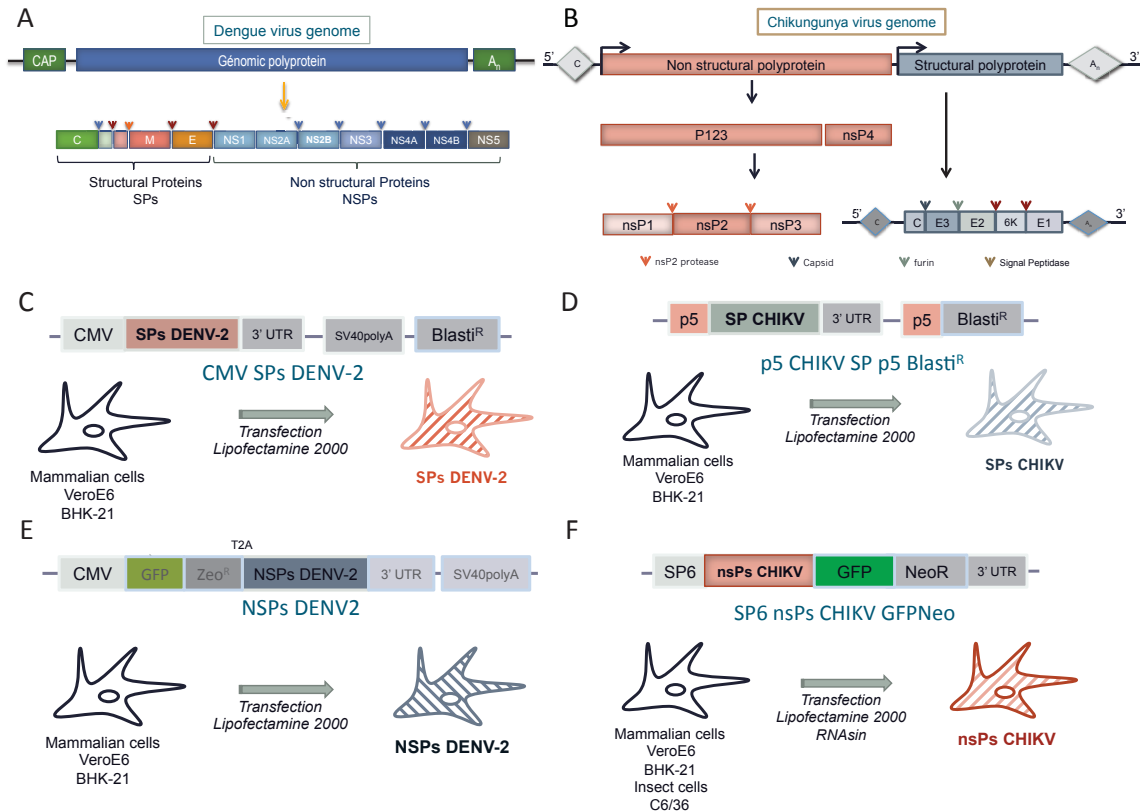 A
Dengue virus genome
CAP
Génomic polyprotein
An
C
M
E
NS1
NS2A
NS2B
NS3
NS4A
NS4B
NS5
Structural Proteins
SPs
Non structural Proteins
NSPs
B
Chikungunya virus genome
5’
C
Non structural polyprotein
Structural polyprotein
An
3’
P123
nsP4
nsP1
nsP2
nsP3
5’
C
C
E3
E2
6K
E1
3’
nsP2 protease
Capsid
furin
Signal Peptidase
C
CMV
SPs DENV-2
3’ UTR
SV40polyA
BlastiR
CMV SPs DENV-2
Transfection
Lipofectamine 2000
Mammalian cells
VeroE6
BHK-21
SPs DENV-2
D
p5
SP CHIKV
3’ UTR
p5
BlastiR
p5 CHIKV SP p5 BlastiR
Transfection
Lipofectamine 2000
Mammalian cells
VeroE6
BHK-21
SPs CHIKV
E
T2A
CMV
GFP
ZeoR
NSPs DENV-2
3’ UTR
SV40polyA
NSPs DENV2
Transfection
Lipofectamine 2000
Mammalian cells
VeroE6
BHK-21
NSPs DENV-2
F
SP6
nsPs CHIKV
GFP
NeoR
3’ UTR
SP6 nsPs CHIKV GFPNeo
Transfection
Lipofectamine 2000
RNAsin
Mammalian cells
VeroE6
BHK-21
Insect cells
C6/36
nsPs CHIKV